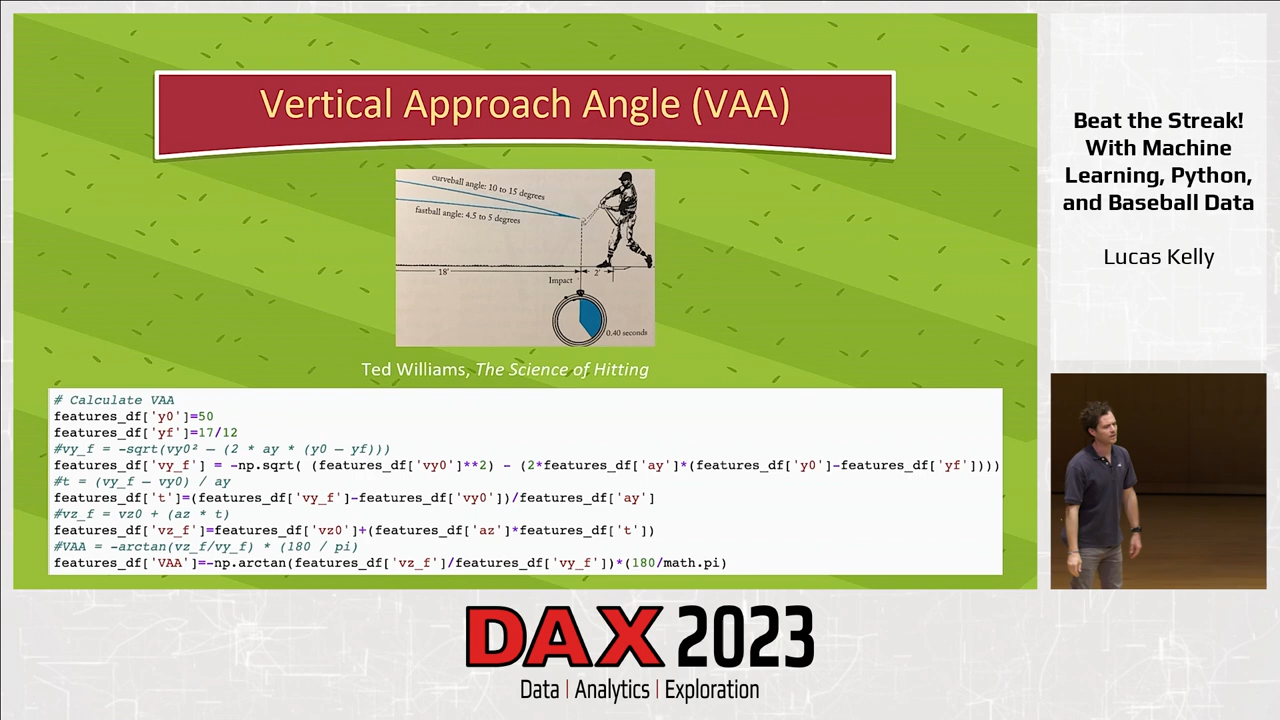 Vertical Approach Angle (VAA)
curveball angle: 10 to 15 degrees
fastball angle: 4.5 to 5 degrees
18'
2'
Impact
0.40 seconds
Ted Williams, The Science of Hitting
# Calculate VAA
features_df['y0']=50
features_df['yf']=17/12
#vy_f = -sqrt(vy0² – (2 * ay * (y0 – yf)))
features_df['vy_f'] = -np.sqrt( (features_df['vy0']**2) - (2*features_df['ay']*(features_df['y0']-features_df['yf'])))
#t = (vy_f – vy0) / ay
features_df['t']=(features_df['vy_f']-features_df['vy0'])/features_df['ay']
#vz_f = vz0 + (az * t)
features_df['vz_f']=features_df['vz0']+(features_df['az']*features_df['t'])
#VAA = -arctan(vz_f/vy_f) * (180 / pi)
features_df['VAA']=-np.arctan(features_df['vz_f']/features_df['vy_f'])*(180/math.pi)
Beat the Streak!
With Machine
Learning, Python,
and Baseball Data
Lucas Kelly
DAX 2023
Data | Analytics | Exploration